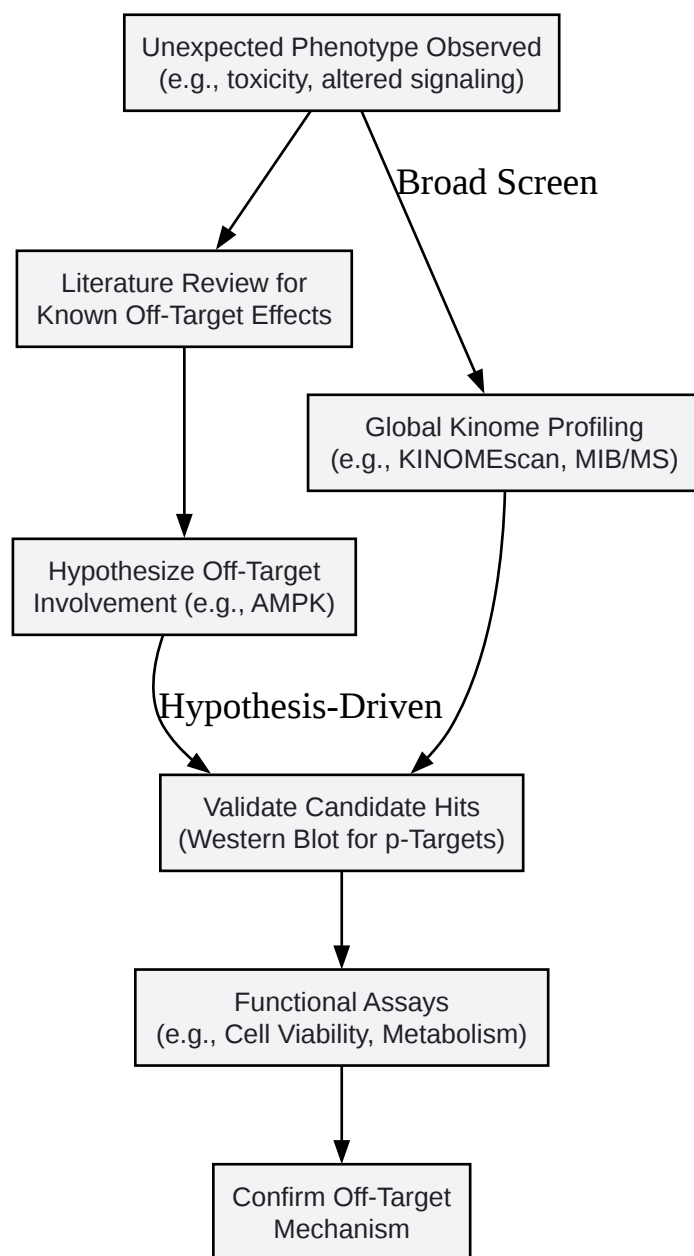 Unexpected Phenotype Observed
(e.g., toxicity, altered signaling)
Broad Screen
Literature Review for
Known Off-Target Effects
Global Kinome Profiling
(e.g., KINOMEscan, MIB/MS)
Hypothesize Off-Target
Involvement (e.g., AMPK)
Hypothesis-Driven
Validate Candidate Hits
(Western Blot for p-Targets)
Functional Assays
(e.g., Cell Viability, Metabolism)
Confirm Off-Target
Mechanism